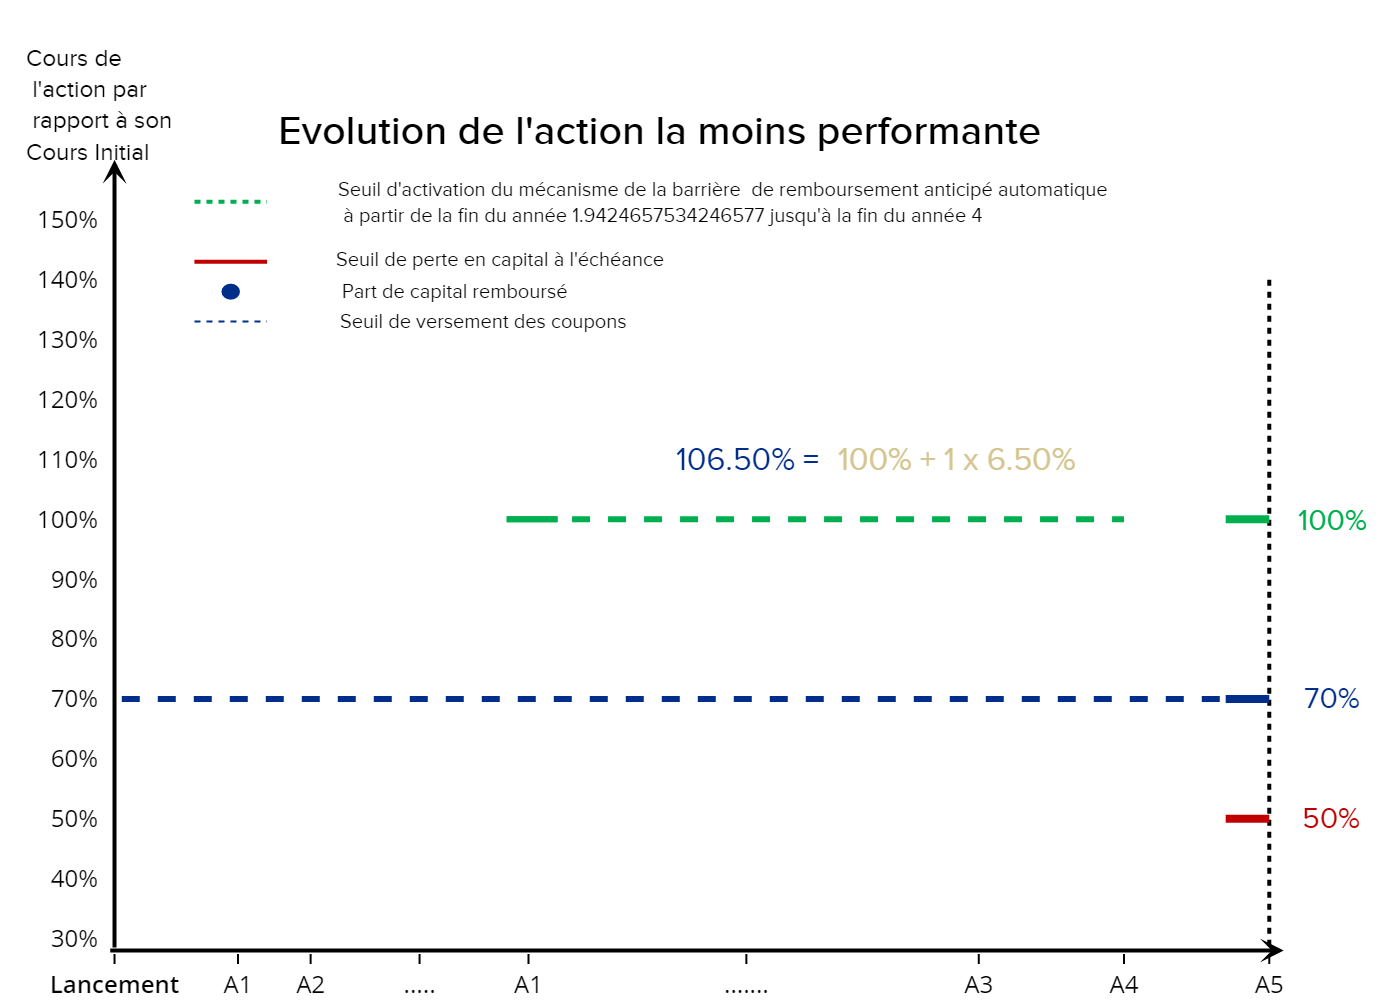 Cours de
l'action par
rapport à son
Cours Initial
Evolution de l'action la moins performante
Seuil d'activation du mécanisme de la barrière  de remboursement anticipé automatique
à partir de la fin du année 1.9424657534246577 jusqu'à la fin du année 4
Seuil de perte en capital à l'échéance
Part de capital remboursé
Seuil de versement des coupons
150%
140%
130%
120%
110%
106.50% = 100% + 1 x 6.50%
100%
100%
90%
80%
70%
70%
60%
50%
50%
40%
30%
Lancement A1 A2 ..... A1 ....... A3 A4 A5